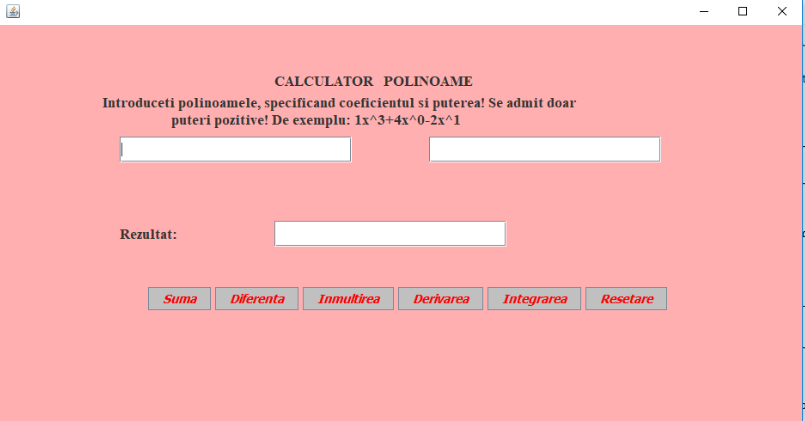 CALCULATOR POLINOAME
Introduceti polinoamele, specificand coeficientul si puterea! Se admit doar
puteri pozitive! De exemplu: 1x^3+4x^0-2x^1
Rezultat:
Suma Diferenta Inmultirea Derivarea Integrarea Resetare